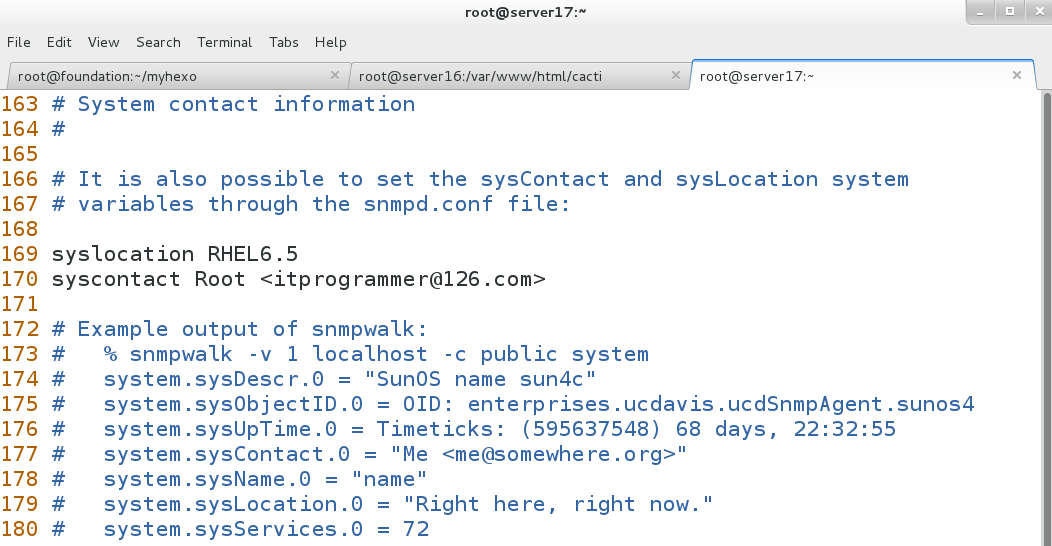 root@server17:~
File Edit View Search Terminal Tabs Help
root@foundation:~/myhexo × root@server16:/var/www/html/cacti × root@server17:~ ×
163 # System contact information
164 #
165
166 # It is also possible to set the sysContact and sysLocation system
167 # variables through the snmpd.conf file:
168
169 syslocation RHEL6.5
170 syscontact Root <itprogrammer@126.com>
171
172 # Example output of snmpwalk:
173 #   % snmpwalk -v 1 localhost -c public system
174 #   system.sysDescr.0 = "SunOS name sun4c"
175 #   system.sysObjectID.0 = OID: enterprises.ucdavis.ucdSnmpAgent.sunos4
176 #   system.sysUpTime.0 = Timeticks: (595637548) 68 days, 22:32:55
177 #   system.sysContact.0 = "Me <me@somewhere.org>"
178 #   system.sysName.0 = "name"
179 #   system.sysLocation.0 = "Right here, right now."
180 #   system.sysServices.0 = 72